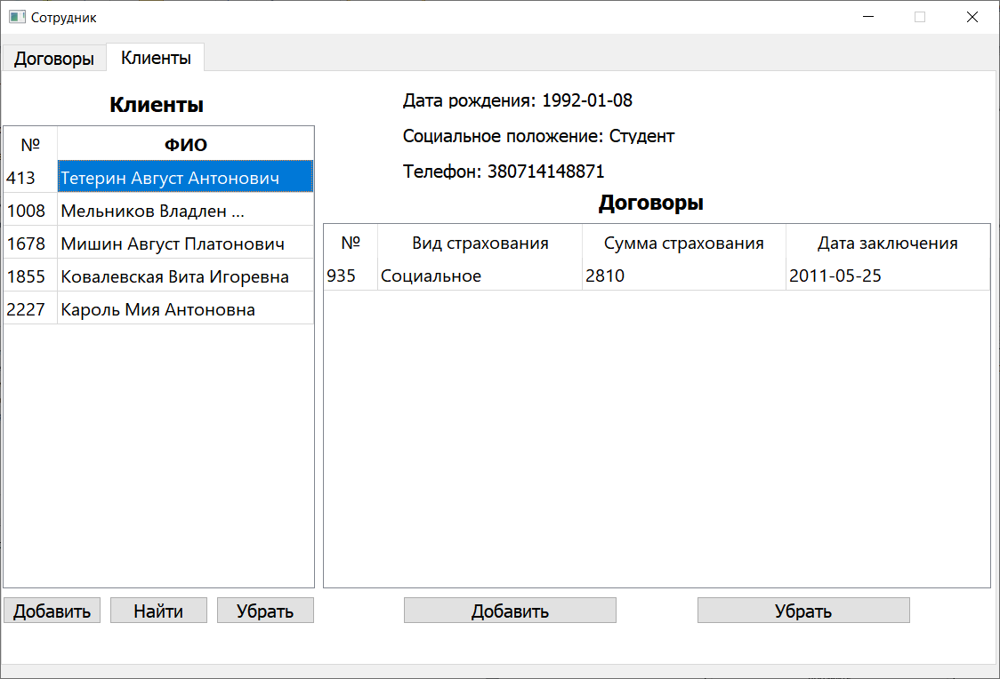 Сотрудник
Договоры Клиенты
Клиенты
№ ФИО
413 Тетерин Август Антонович
1008 Мельников Владлен ...
1678 Мишин Август Платонович
1855 Ковалевская Вита Игоревна
2227 Кароль Мия Антоновна
Добавить Найти Убрать
Дата рождения: 1992-01-08
Социальное положение: Студент
Телефон: 380714148871
Договоры
№ Вид страхования Сумма страхования Дата заключения
935 Социальное 2810 2011-05-25
Добавить Убрать